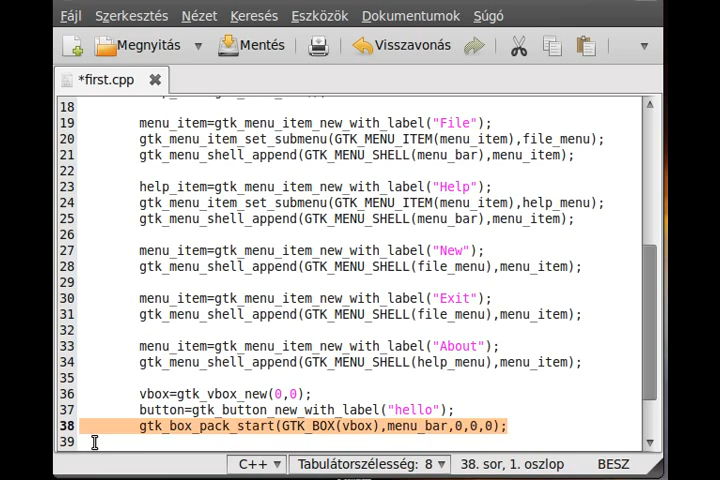 Fájl Szerkesztés Nézet Keresés Eszközök Dokumentumok Súgó
Megnyitás Mentés Visszavonás
*first.cpp
18
19 menu_item=gtk_menu_item_new_with_label("File");
20 gtk_menu_item_set_submenu(GTK_MENU_ITEM(menu_item),file_menu);
21 gtk_menu_shell_append(GTK_MENU_SHELL(menu_bar),menu_item);
22
23 help_item=gtk_menu_item_new_with_label("Help");
24 gtk_menu_item_set_submenu(GTK_MENU_ITEM(menu_item),help_menu);
25 gtk_menu_shell_append(GTK_MENU_SHELL(menu_bar),menu_item);
26
27 menu_item=gtk_menu_item_new_with_label("New");
28 gtk_menu_shell_append(GTK_MENU_SHELL(file_menu),menu_item);
29
30 menu_item=gtk_menu_item_new_with_label("Exit");
31 gtk_menu_shell_append(GTK_MENU_SHELL(file_menu),menu_item);
32
33 menu_item=gtk_menu_item_new_with_label("About");
34 gtk_menu_shell_append(GTK_MENU_SHELL(help_menu),menu_item);
35
36 vbox=gtk_vbox_new(0,0);
37 button=gtk_button_new_with_label("hello");
38 gtk_box_pack_start(GTK_BOX(vbox),menu_bar,0,0,0);
39
C++ Tabulátorszélesség: 8 38. sor, 1. oszlop BESZ